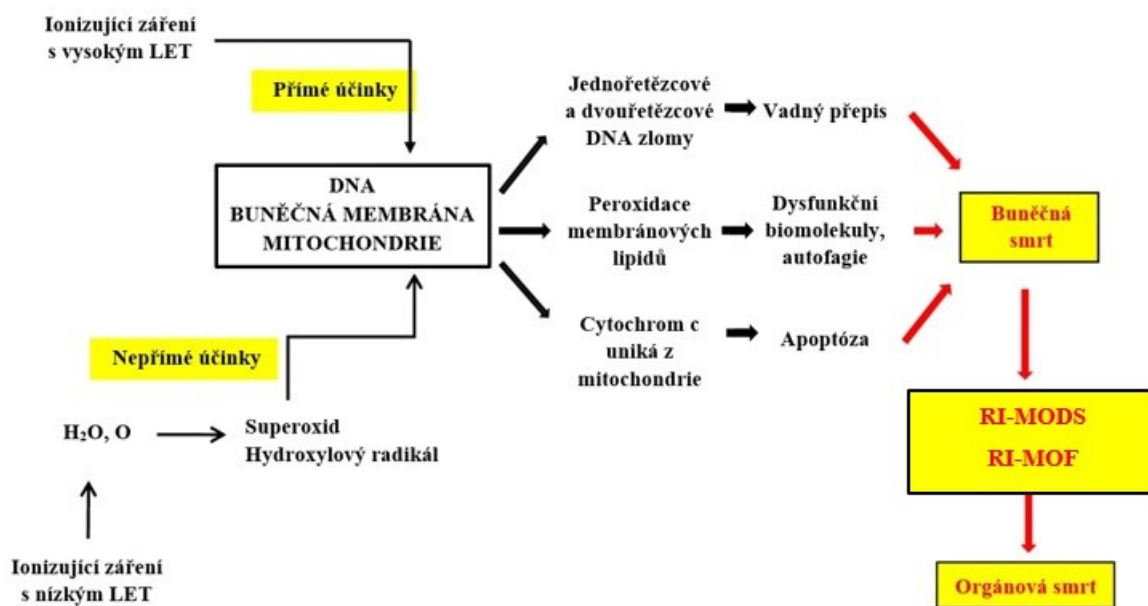 Ionizující záření
s vysokým LET
Přímé účinky
DNA
BUNĚČNÁ MEMBRÁNA
MITOCHONDRIE
Nepřímé účinky
H₂O, O
Superoxid
Hydroxylový radikál
Ionizující záření
s nízkým LET
Jednořetězcové
a dvouřetězcové
DNA zlomy
Vadný přepis
Peroxidace
membránových
lipidů
Dysfunkční
biomolekuly,
autofagie
Cytochrom c
uniká z
mitochondrie
Apoptóza
Buněčná
smrt
RI-MODS
RI-MOF
Orgánová smrt